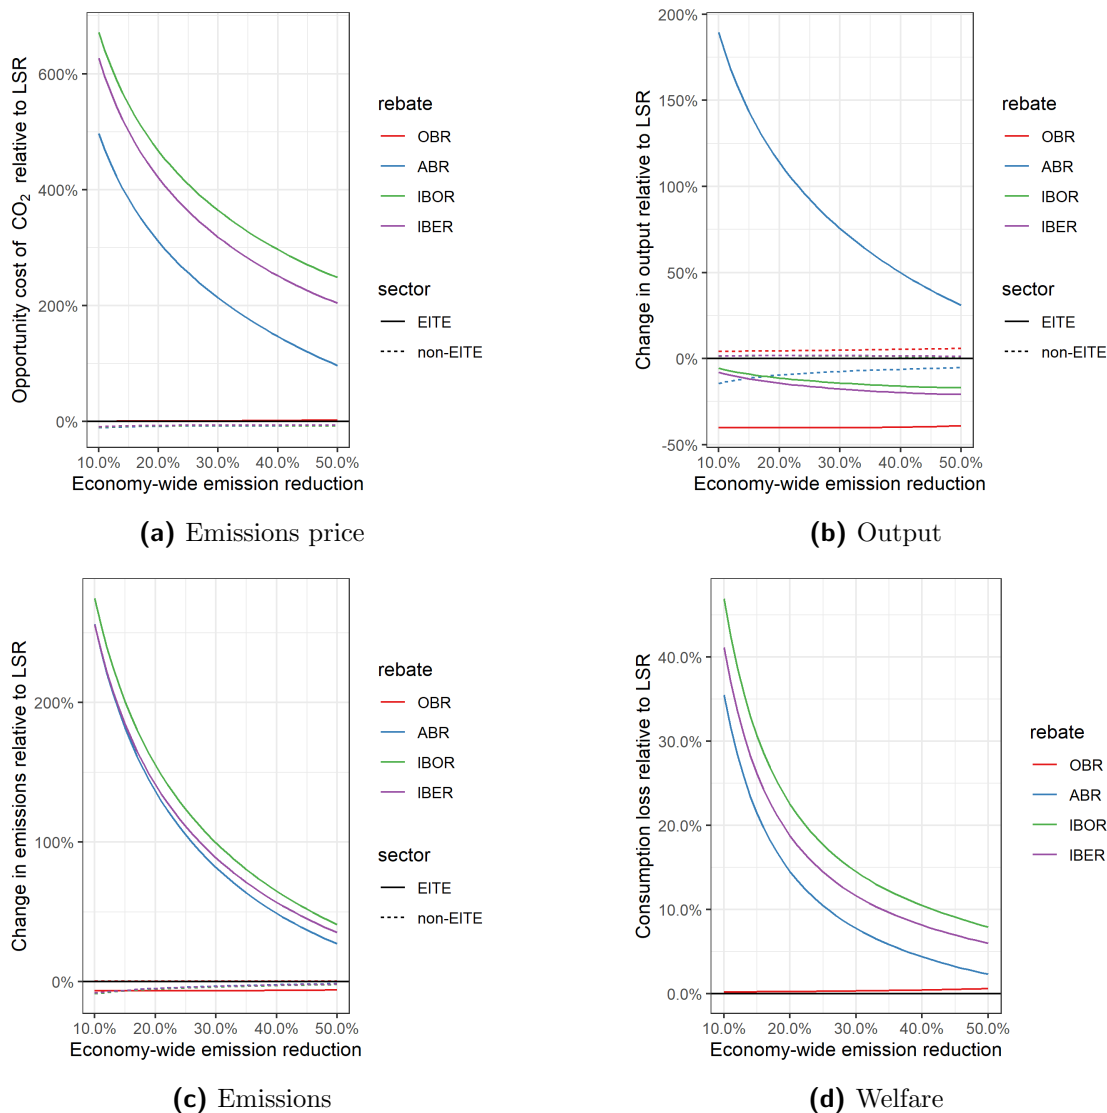 Opportunity cost of CO₂ relative to LSR
600%
400%
200%
0%
10.0% 20.0% 30.0% 40.0% 50.0%
Economy-wide emission reduction
rebate
OBR
ABR
IBOR
IBER
sector
EITE
non-EITE
(a) Emissions price
Change in output relative to LSR
200%
150%
100%
50%
0%
-50%
10.0% 20.0% 30.0% 40.0% 50.0%
Economy-wide emission reduction
rebate
OBR
ABR
IBOR
IBER
sector
EITE
non-EITE
(b) Output
Change in emissions relative to LSR
200%
100%
0%
10.0% 20.0% 30.0% 40.0% 50.0%
Economy-wide emission reduction
rebate
OBR
ABR
IBOR
IBER
sector
EITE
non-EITE
(c) Emissions
Consumption loss relative to LSR
40.0%
30.0%
20.0%
10.0%
0.0%
10.0% 20.0% 30.0% 40.0% 50.0%
Economy-wide emission reduction
rebate
OBR
ABR
IBOR
IBER
(d) Welfare